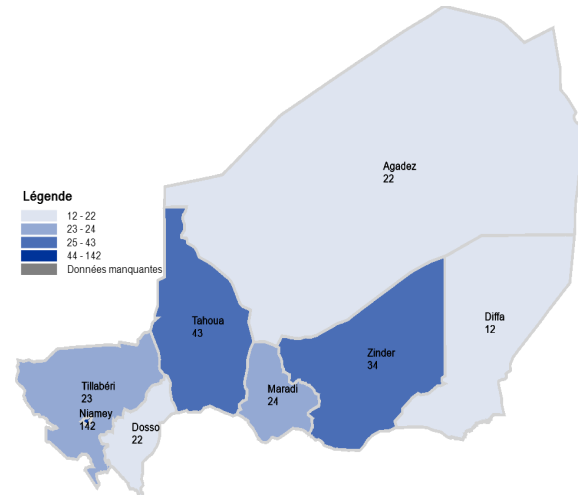 Agadez
22
Légende
12 - 22
23 - 24
25 - 43
44 - 142
Données manquantes
Tahoua
43
Diffa
12
Zinder
34
Maradi
24
Tillabéri
23
Niamey
142
Dosso
22